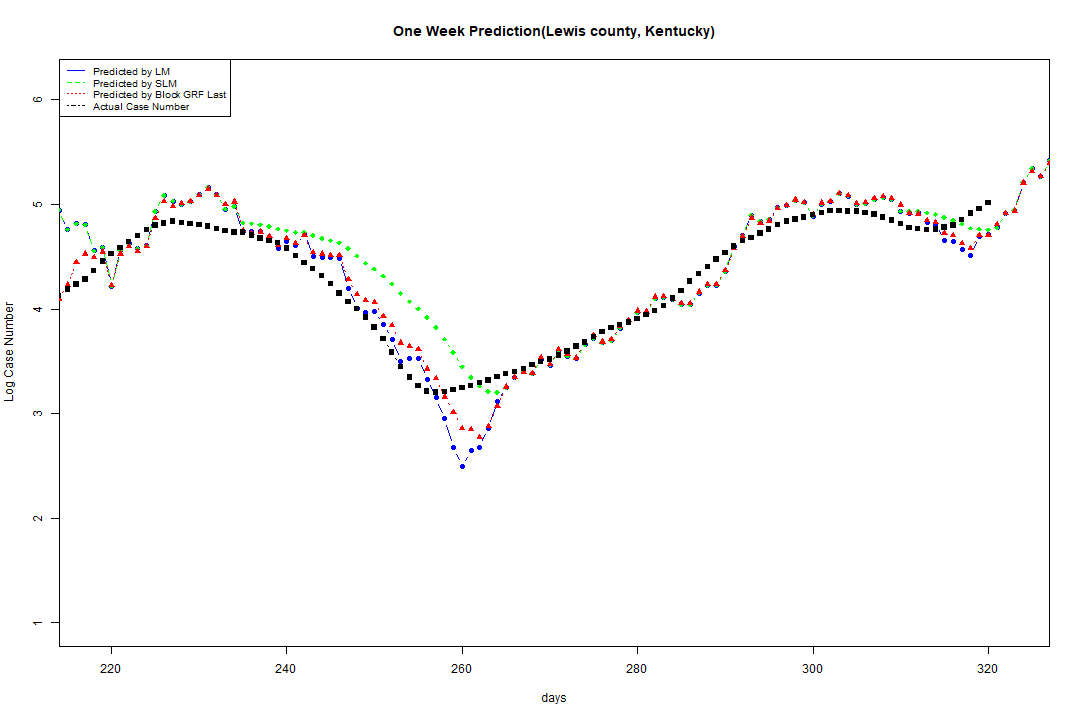 One Week Prediction(Lewis county, Kentucky)
Predicted by LM
Predicted by SLM
Predicted by Block GRF Last
Actual Case Number
6
5
4
3
2
1
Log Case Number
220 240 260 280 300 320
days